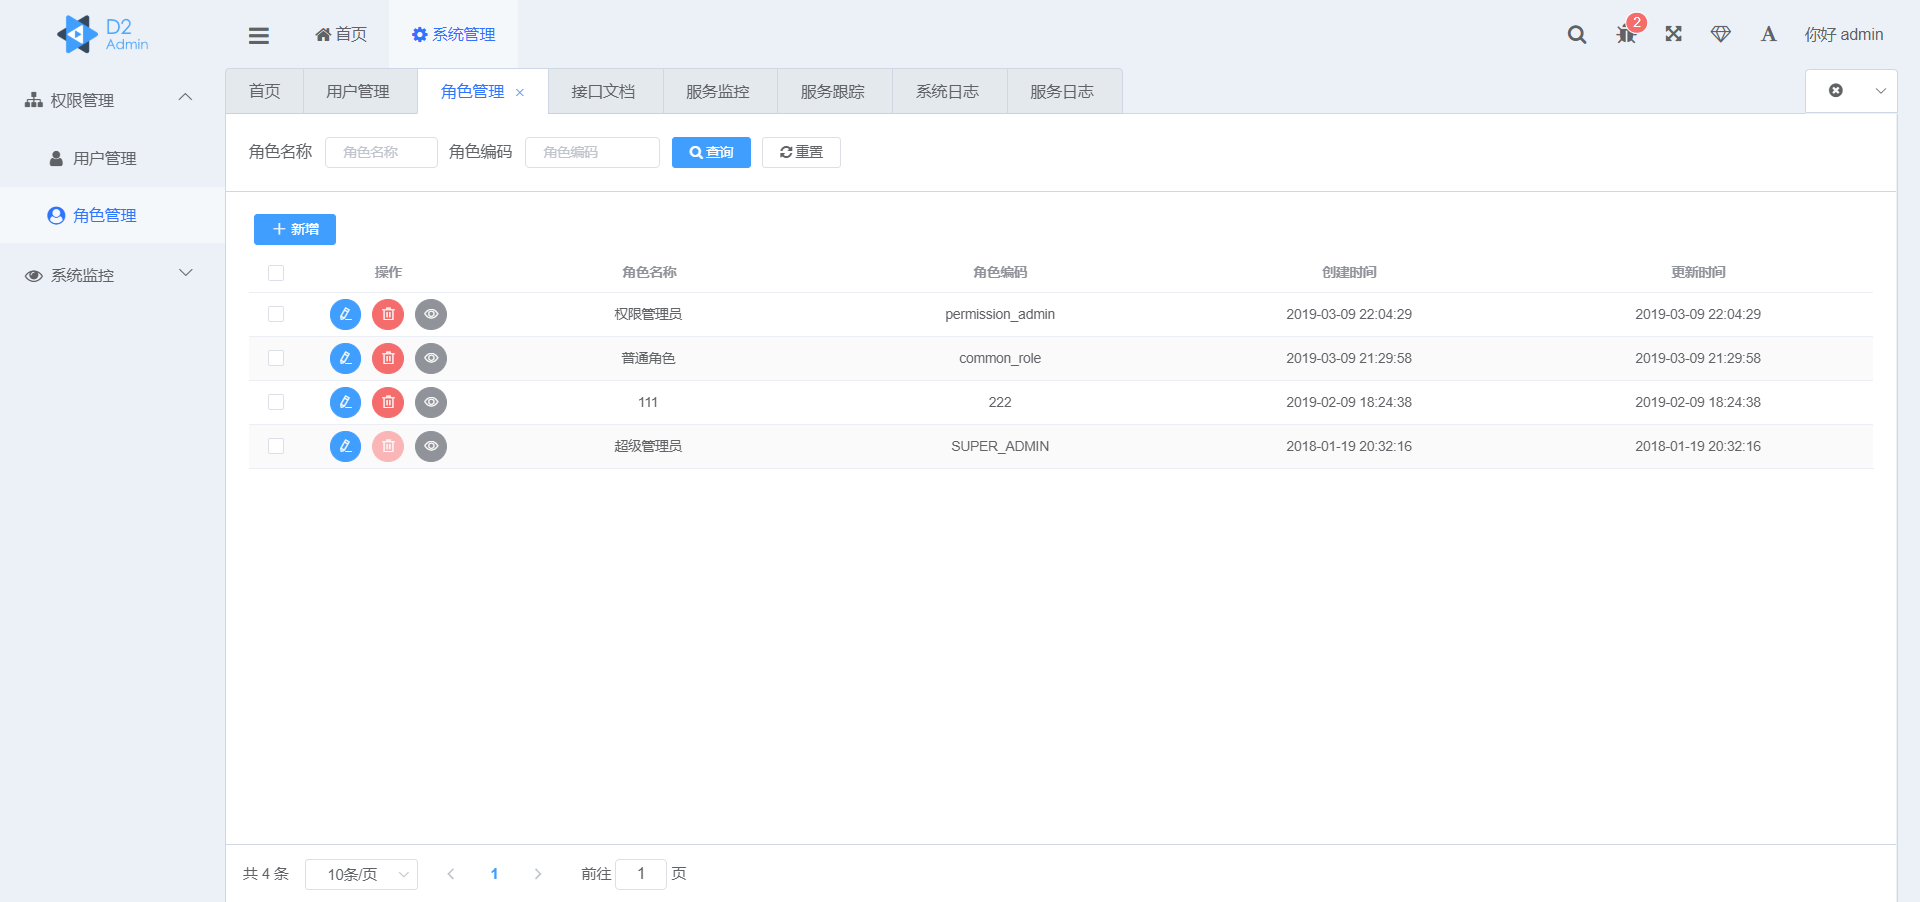 D2
Admin
首页
系统管理
2
A
你好 admin
权限管理
用户管理
角色管理
系统监控
首页
用户管理
角色管理 ×
接口文档
服务监控
服务跟踪
系统日志
服务日志
角色名称
角色名称
角色编码
角色编码
查询
重置
+ 新增
操作 角色名称 角色编码 创建时间 更新时间
权限管理员 permission_admin 2019-03-09 22:04:29 2019-03-09 22:04:29
普通角色 common_role 2019-03-09 21:29:58 2019-03-09 21:29:58
111 222 2019-02-09 18:24:38 2019-02-09 18:24:38
超级管理员 SUPER_ADMIN 2018-01-19 20:32:16 2018-01-19 20:32:16
共 4 条 10条/页 1 前往 1 页